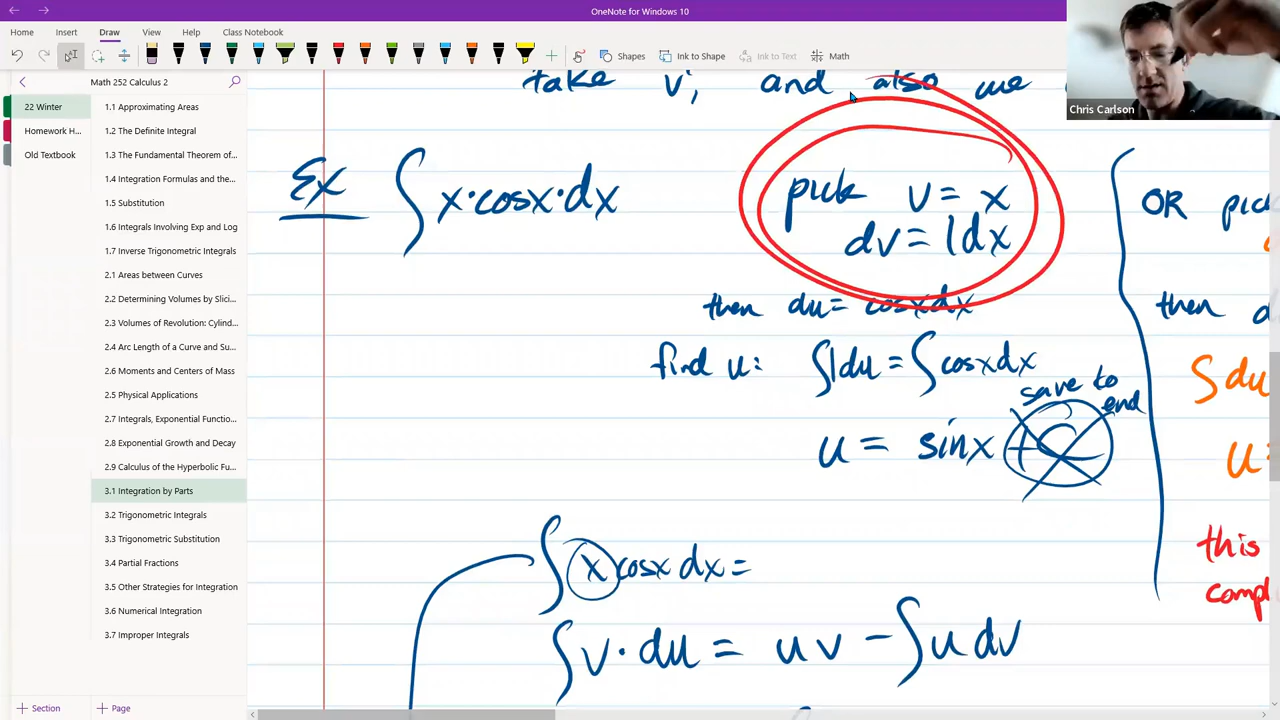 OneNote for Windows 10
Home Insert Draw View Help Class Notebook
Shapes Ink to Shape Ink to Text Math
Math 252 Calculus 2
22 Winter
Homework H...
Old Textbook
1.1 Approximating Areas
1.2 The Definite Integral
1.3 The Fundamental Theorem of...
1.4 Integration Formulas and the...
1.5 Substitution
1.6 Integrals Involving Exp and Log
1.7 Inverse Trigonometric Integrals
2.1 Areas between Curves
2.2 Determining Volumes by Slici...
2.3 Volumes of Revolution: Cylind...
2.4 Arc Length of a Curve and Su...
2.6 Moments and Centers of Mass
2.5 Physical Applications
2.7 Integrals, Exponential Functio...
2.8 Exponential Growth and Decay
2.9 Calculus of the Hyperbolic Fu...
3.1 Integration by Parts
3.2 Trigonometric Integrals
3.3 Trigonometric Substitution
3.4 Partial Fractions
3.5 Other Strategies for Integration
3.6 Numerical Integration
3.7 Improper Integrals
Section Page
Chris Carlson
take v', and also we
Ex ∫ x·cosx·dx
pick v = x
dv = 1dx
then du = cosxdx
find u: ∫1du = ∫cosxdx
save to
end
u = sinx + C
∫ x cosx dx =
∫ v·du = uv - ∫ u dv
OR pick
then d
∫ du
u =
this